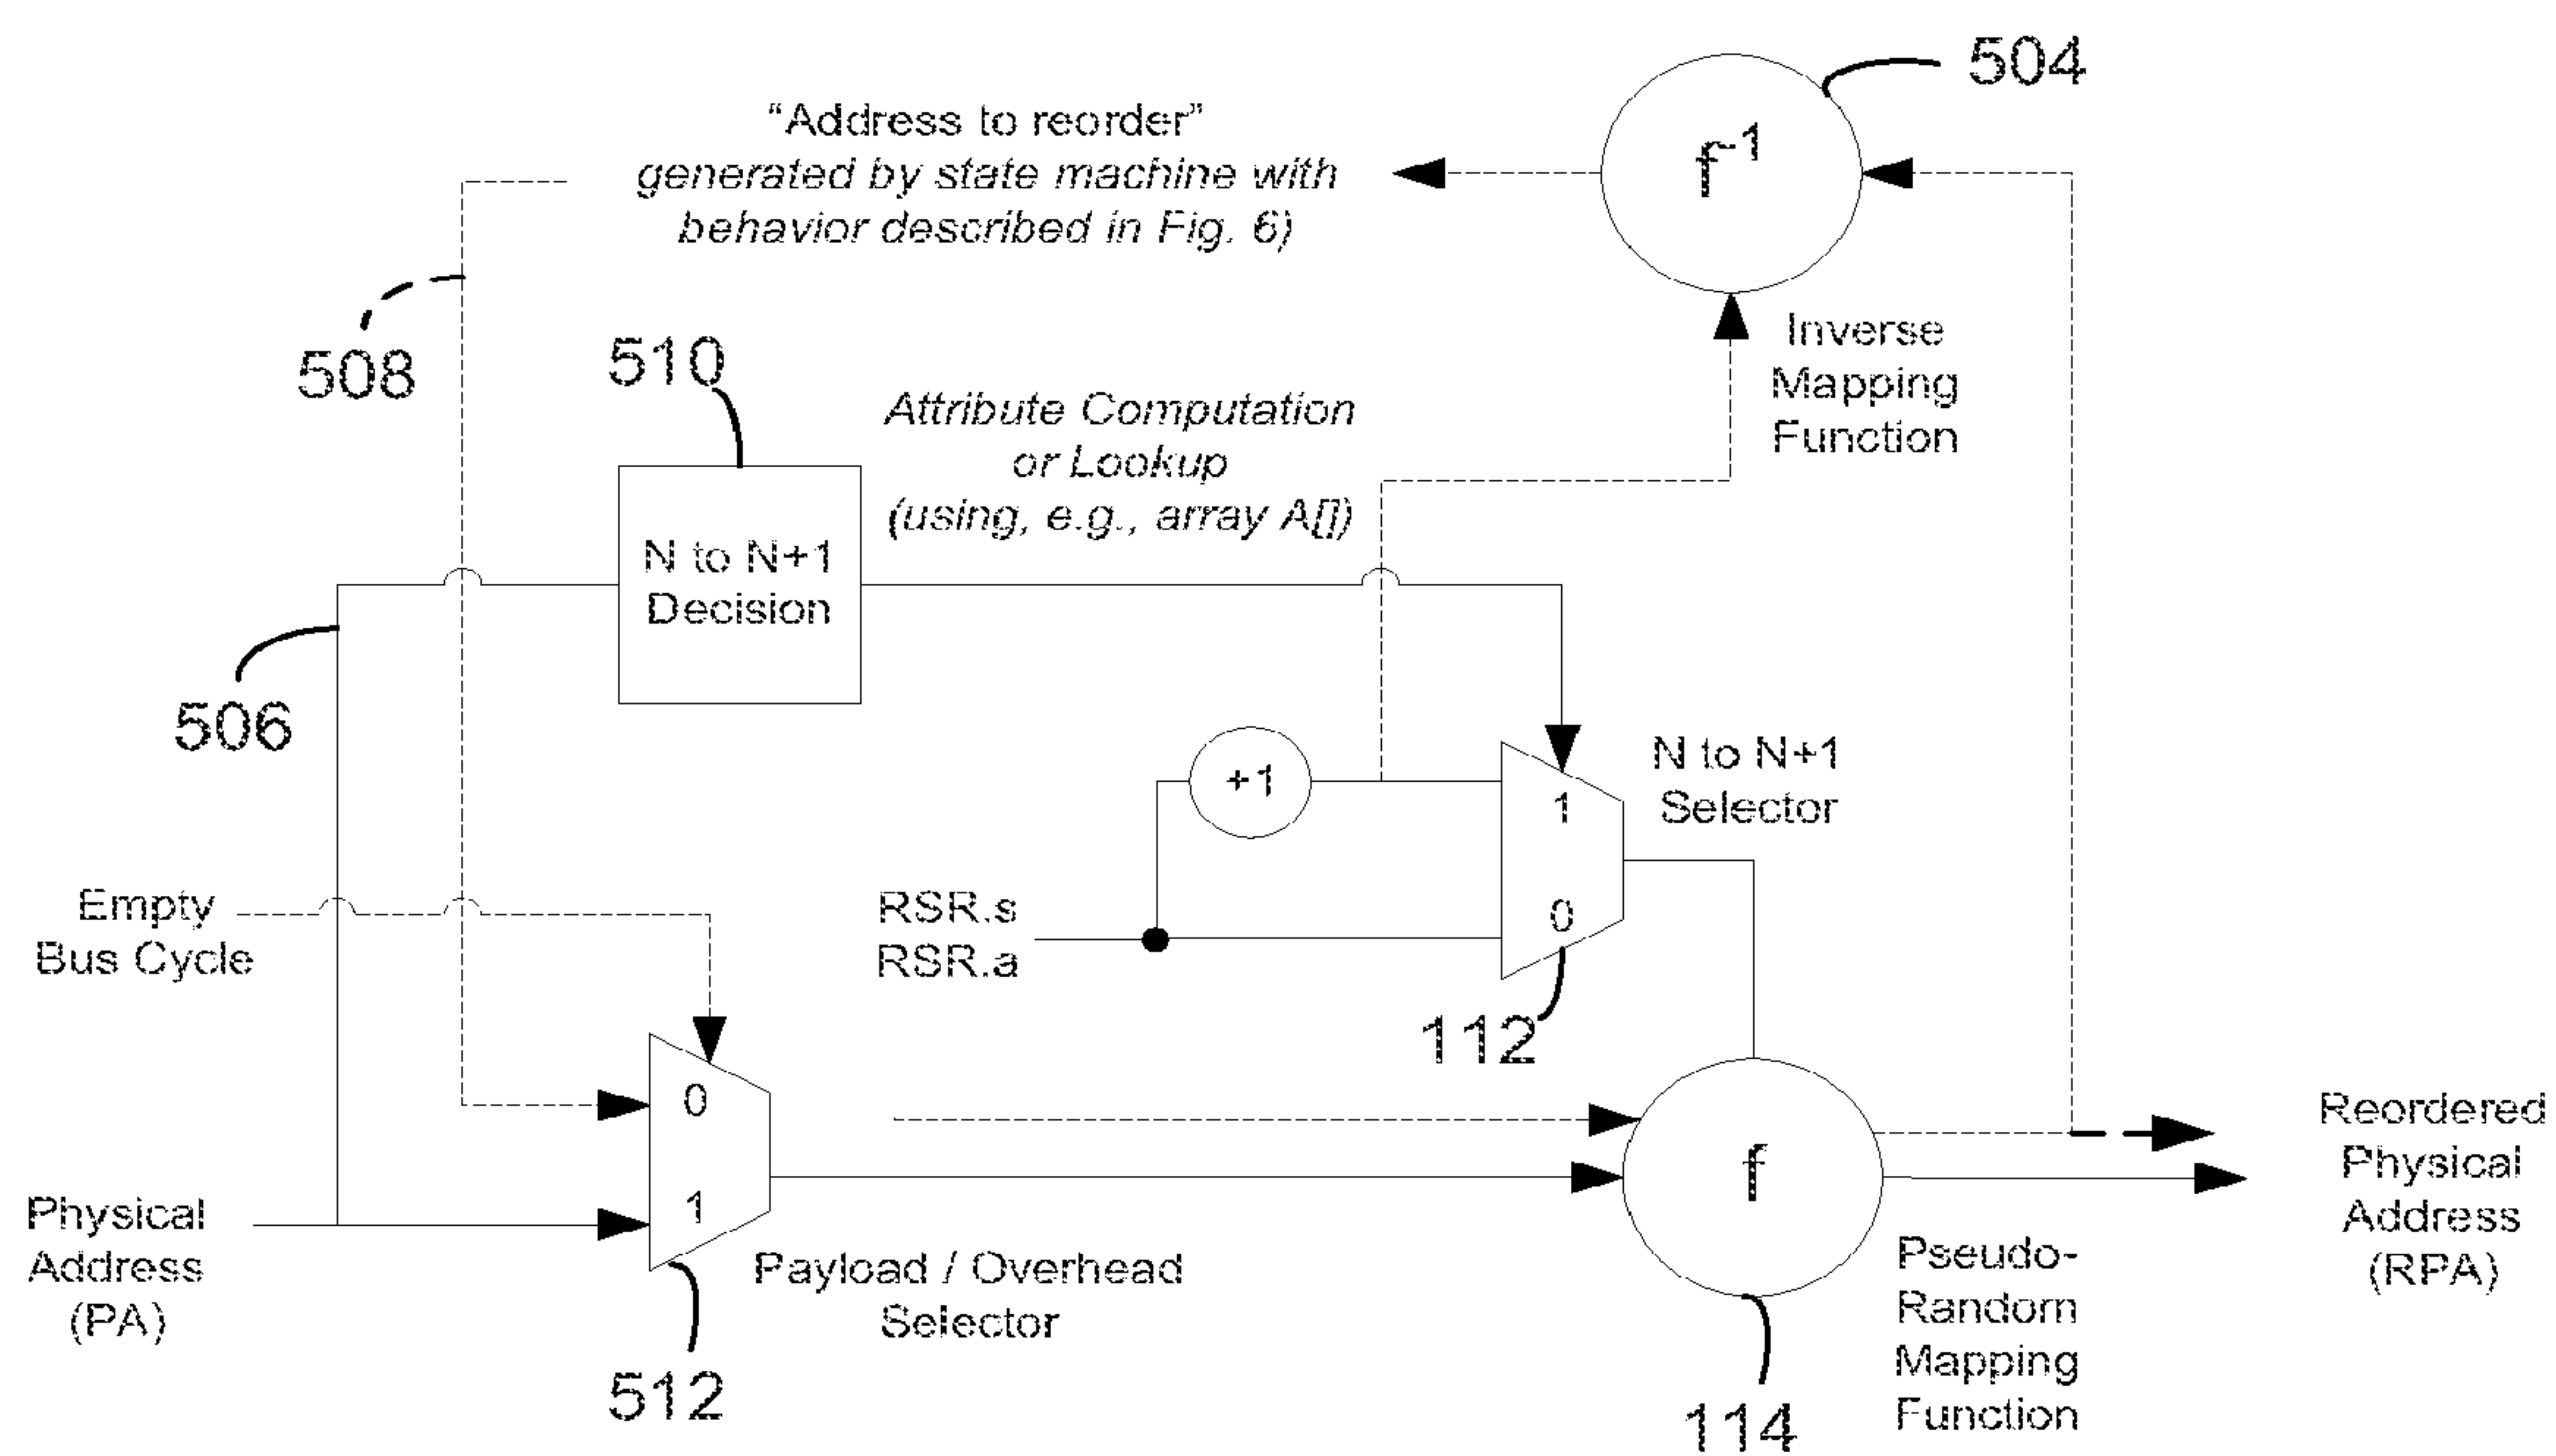 504
“Address to reorder”
generated by state machine with
behavior described in Fig. 6)
f-1
Inverse
Mapping
Function
508
510
Attribute Computation
or Lookup
(using, e.g., array A[])
N to N+1
Decision
506
+1
N to N+1
Selector
1
0
Empty
Bus Cycle
RSR.s
RSR.a
112
0
1
f
Reordered
Physical
Address
(RPA)
Physical
Address
(PA)
Payload / Overhead
Selector
Pseudo-
Random
Mapping
Function
512
114